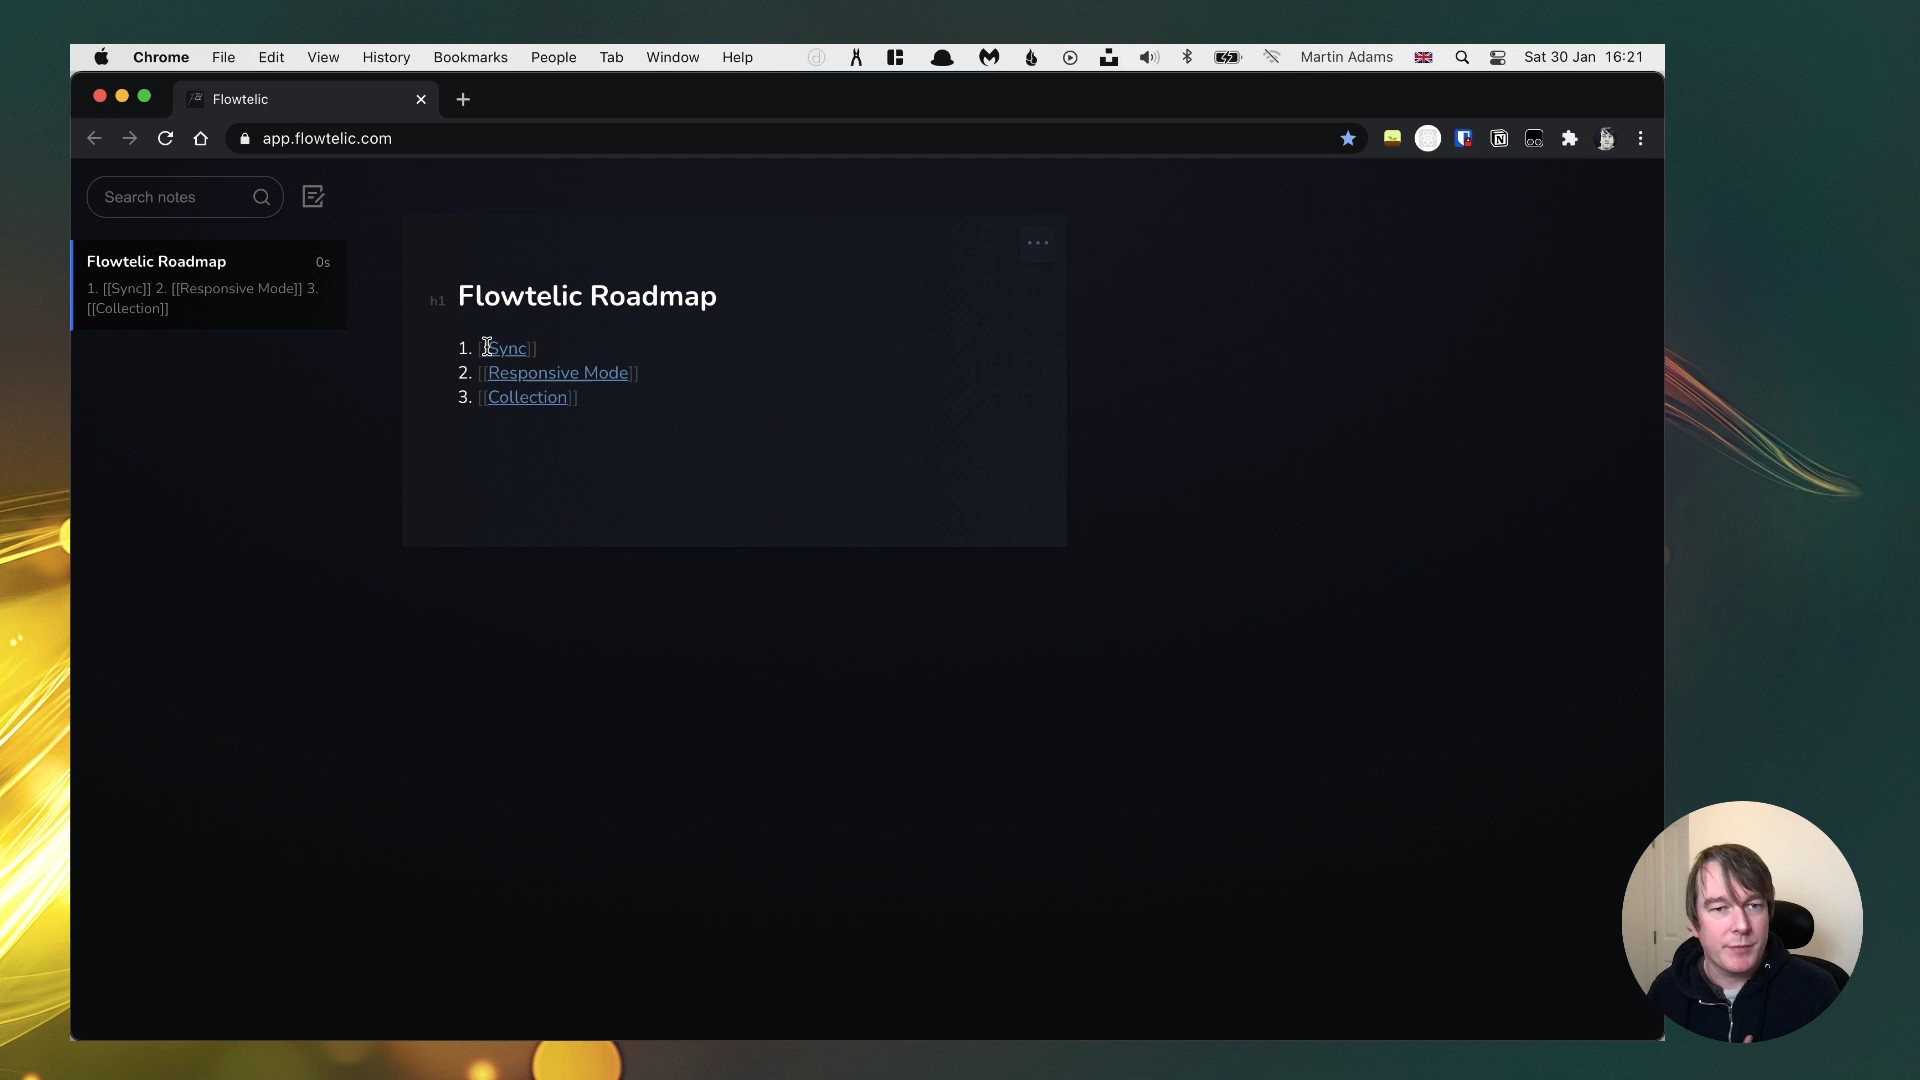 Chrome File Edit View History Bookmarks People Tab Window Help Martin Adams Sat 30 Jan 16:21
Flowtelic
app.flowtelic.com
Search notes
Flowtelic Roadmap 0s
1. [[Sync]] 2. [[Responsive Mode]] 3.
[[Collection]]
h1 Flowtelic Roadmap
1. [[Sync]]
2. [[Responsive Mode]]
3. [[Collection]]